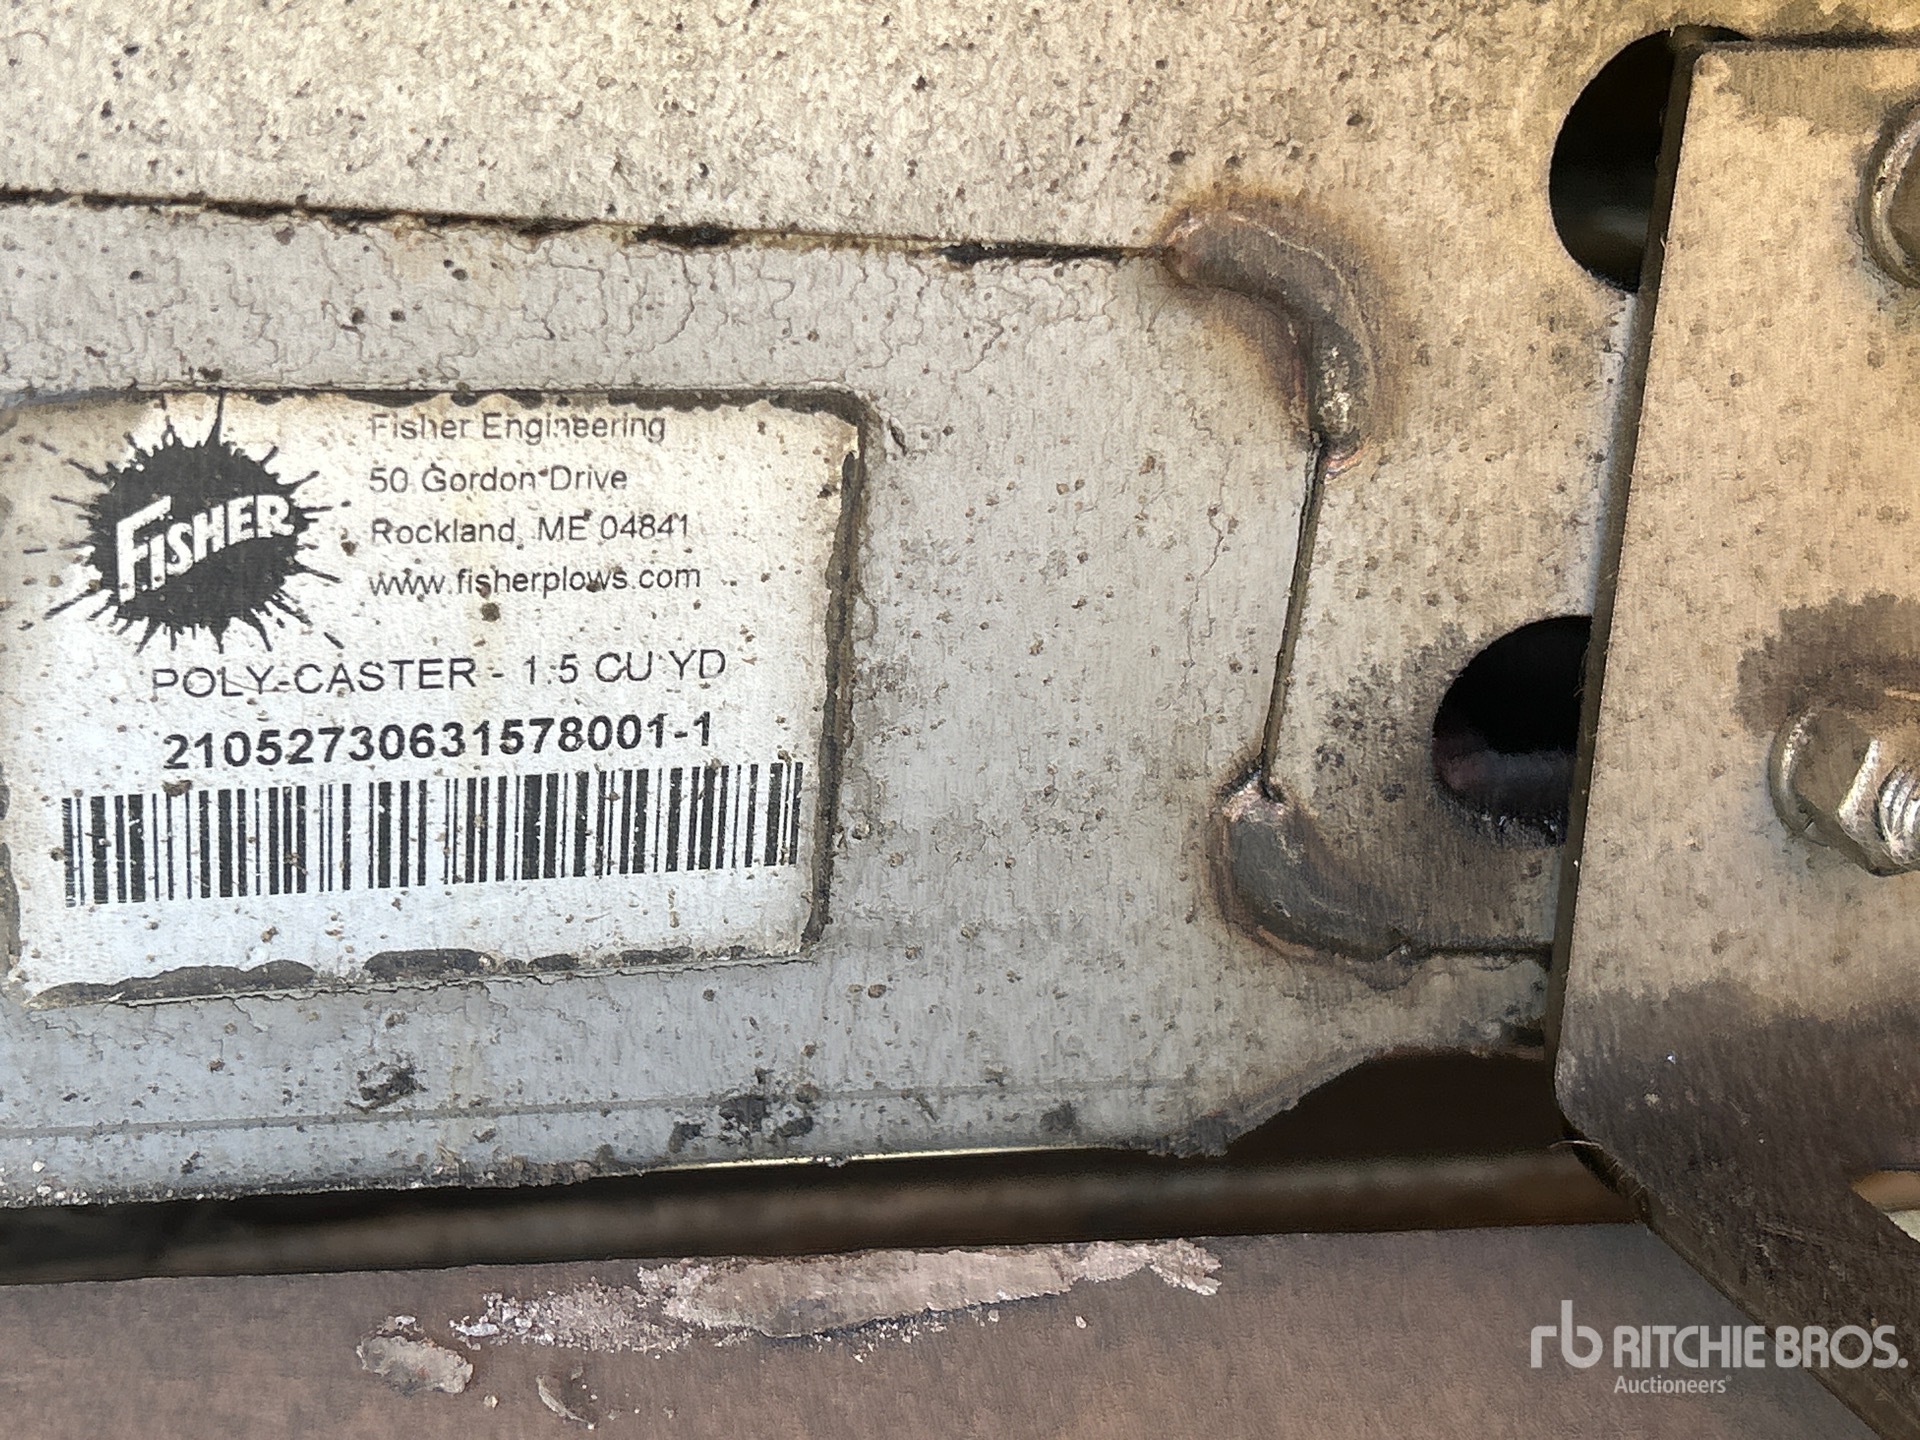 FISHER
Fisher Engineering
50 Gordon Drive
Rockland, ME 04841
www.fisherplows.com
POLY-CASTER - 1.5 CU YD
21052730631578001-1
rb RITCHIE BROS.
Auctioneers